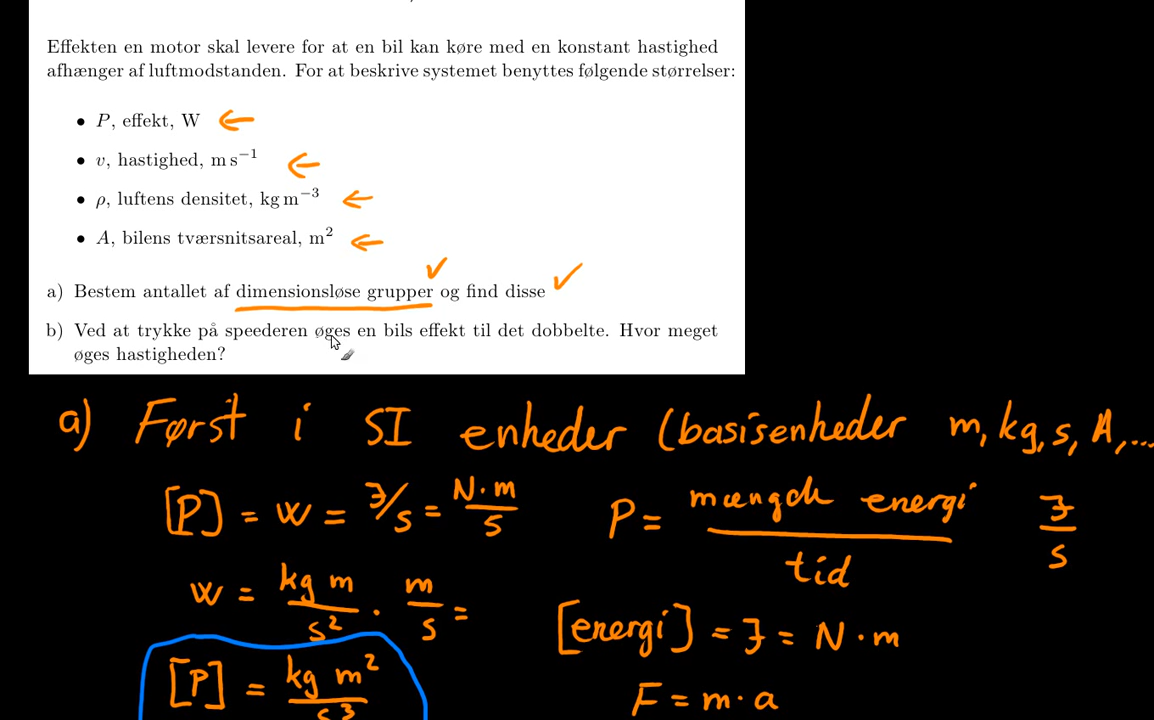 Effekten en motor skal levere for at en bil kan køre med en konstant hastighed
afhænger af luftmodstanden. For at beskrive systemet benyttes følgende størrelser:
• P, effekt, W
• v, hastighed, m s⁻¹
• ρ, luftens densitet, kg m⁻³
• A, bilens tværsnitsareal, m²
a) Bestem antallet af dimensionsløse grupper og find disse
b) Ved at trykke på speederen øges en bils effekt til det dobbelte. Hvor meget
øges hastigheden?
a) Først i SI enheder (basisenheder m, kg, s, A, ...
[P] = W = J/s = N·m/s
P = mængde energi / tid
J/s
W = kg m/s² · m/s =
[energi] = J = N·m
[P] = kg m²/s³
F = m·a